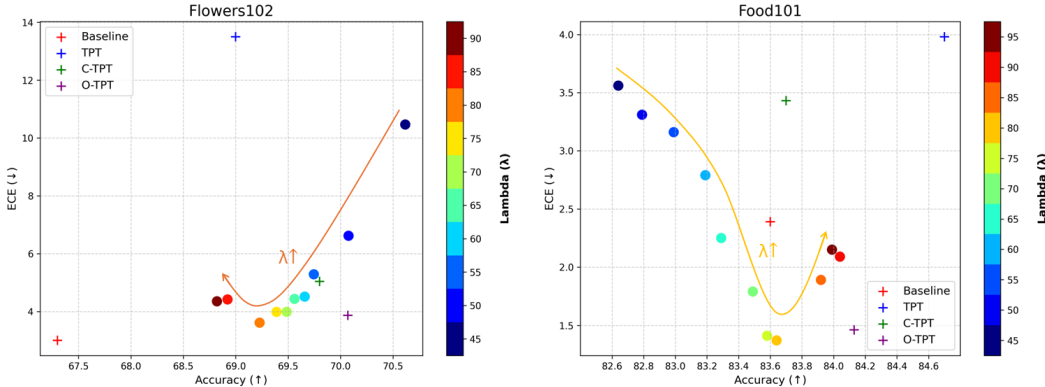 Flowers102
Baseline
TPT
C-TPT
O-TPT
14
12
10
8
6
4
ECE (↓)
67.5 68.0 68.5 69.0 69.5 70.0 70.5
Accuracy (↑)
λ↑
90
85
80
75
70
65
60
55
50
45
Lambda (λ)
Food101
4.0
3.5
3.0
2.5
2.0
1.5
ECE (↓)
82.6 82.8 83.0 83.2 83.4 83.6 83.8 84.0 84.2 84.4 84.6
Accuracy (↑)
λ↑
Baseline
TPT
C-TPT
O-TPT
95
90
85
80
75
70
65
60
55
50
45
Lambda (λ)